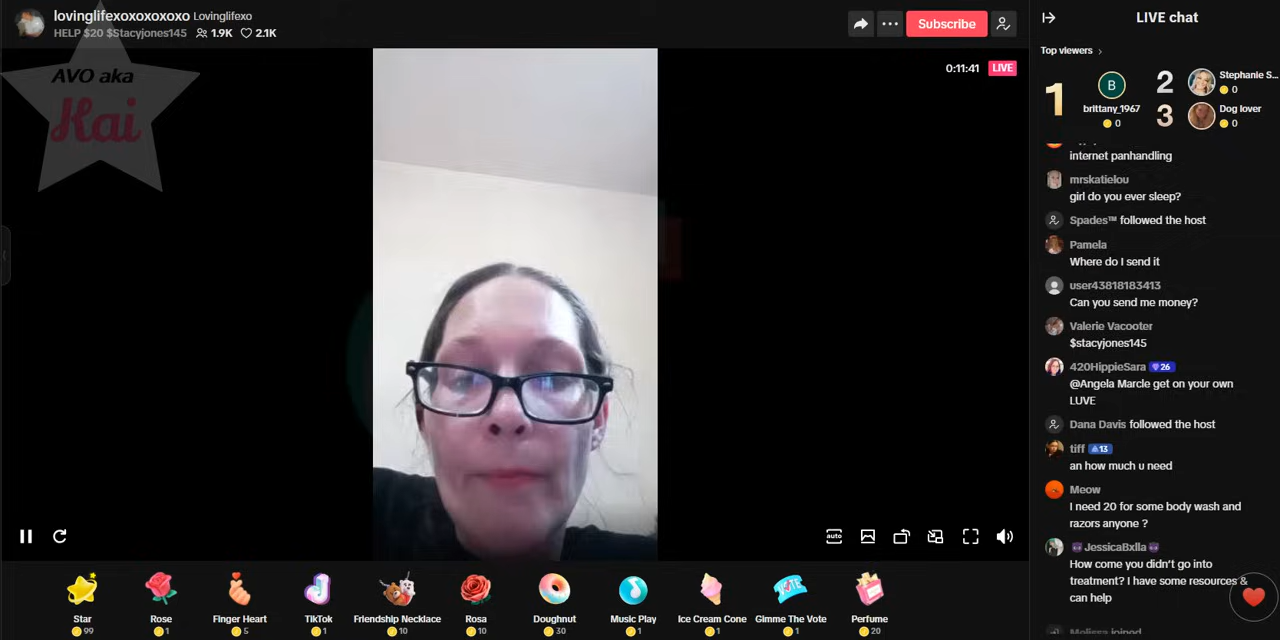 lovinglifexoxoxoxoxo Lovinglifexo
HELP $20 $Stacyjones145 1.9K 2.1K
Subscribe
AVO aka
Kai
0:11:41 LIVE
auto
Star
99
Rose
1
Finger Heart
5
TikTok
1
Friendship Necklace
10
Rosa
10
Doughnut
30
Music Play
1
Ice Cream Cone
1
Gimme The Vote
1
Perfume
20
LIVE chat
Top viewers
1
B
brittany_1967
0
2
Stephanie S...
0
3
Dog lover
0
internet panhandling
mrskatielou
girl do you ever sleep?
Spades™ followed the host
Pamela
Where do I send it
user43818183413
Can you send me money?
Valerie Vacooter
$stacyjones145
420HippieSara 26
@Angela Marcle get on your own
LUVE
Dana Davis followed the host
tiff 13
an how much u need
Meow
I need 20 for some body wash and
razors anyone ?
JessicaBxlla
How come you didn't go into
treatment? I have some resources &
can help
Melissa joined